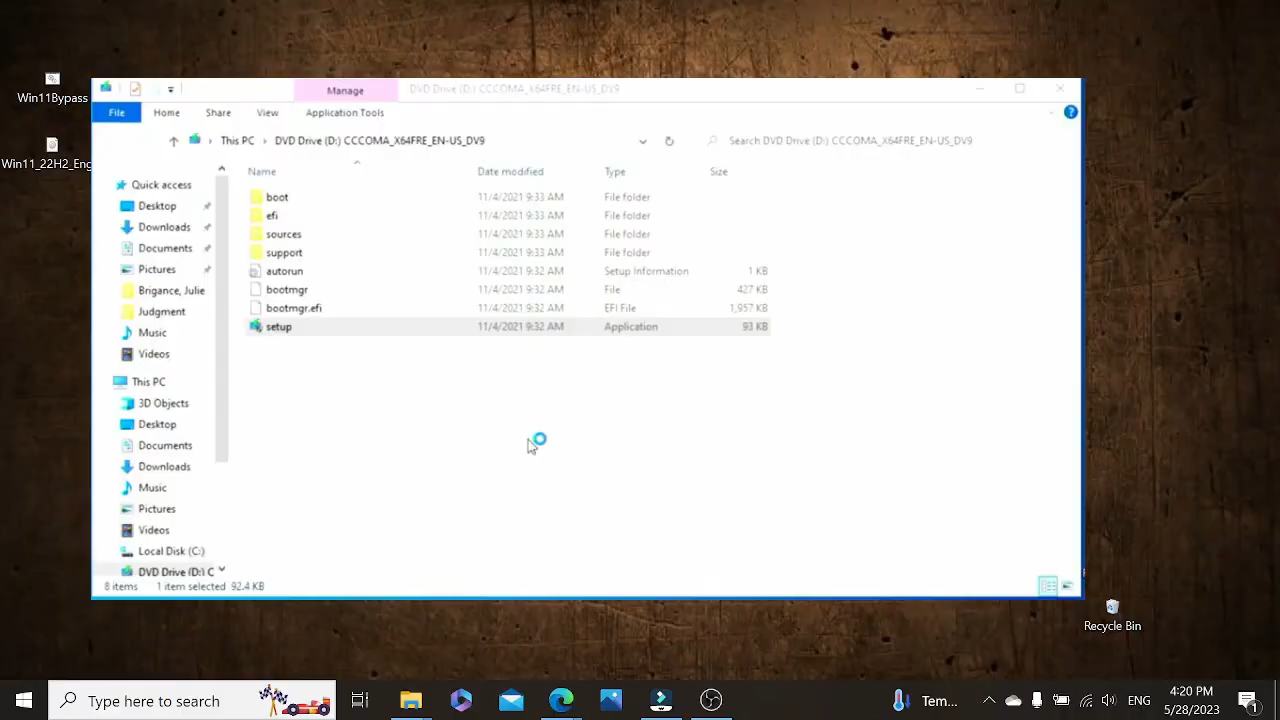 Win11Bypass
Win11_22H2_Eng
Manage
DVD Drive (D:) CCCOMA_X64FRE_EN-US_DV9
File
Home
Share
View
Application Tools
This PC
DVD Drive (D:) CCCOMA_X64FRE_EN-US_DV9
Search DVD Drive (D:) CCCOMA_X64FRE_EN-US_DV9
Name Date modified Type Size
boot 11/4/2021 9:33 AM File folder
efi 11/4/2021 9:33 AM File folder
sources 11/4/2021 9:33 AM File folder
support 11/4/2021 9:33 AM File folder
autorun 11/4/2021 9:32 AM Setup Information 1 KB
bootmgr 11/4/2021 9:32 AM File 427 KB
bootmgr.efi 11/4/2021 9:32 AM EFI File 1,957 KB
setup 11/4/2021 9:32 AM Application 93 KB
Quick access
Desktop
Downloads
Documents
Pictures
Brigance, Julie
Judgment
Music
Videos
This PC
3D Objects
Desktop
Documents
Downloads
Music
Pictures
Videos
Local Disk (C:)
DVD Drive (D:) C
8 items 1 item selected 92.4 KB
Recycle Bin
Type here to search
Tem...
ENG
4:20 PM
5/28/2023